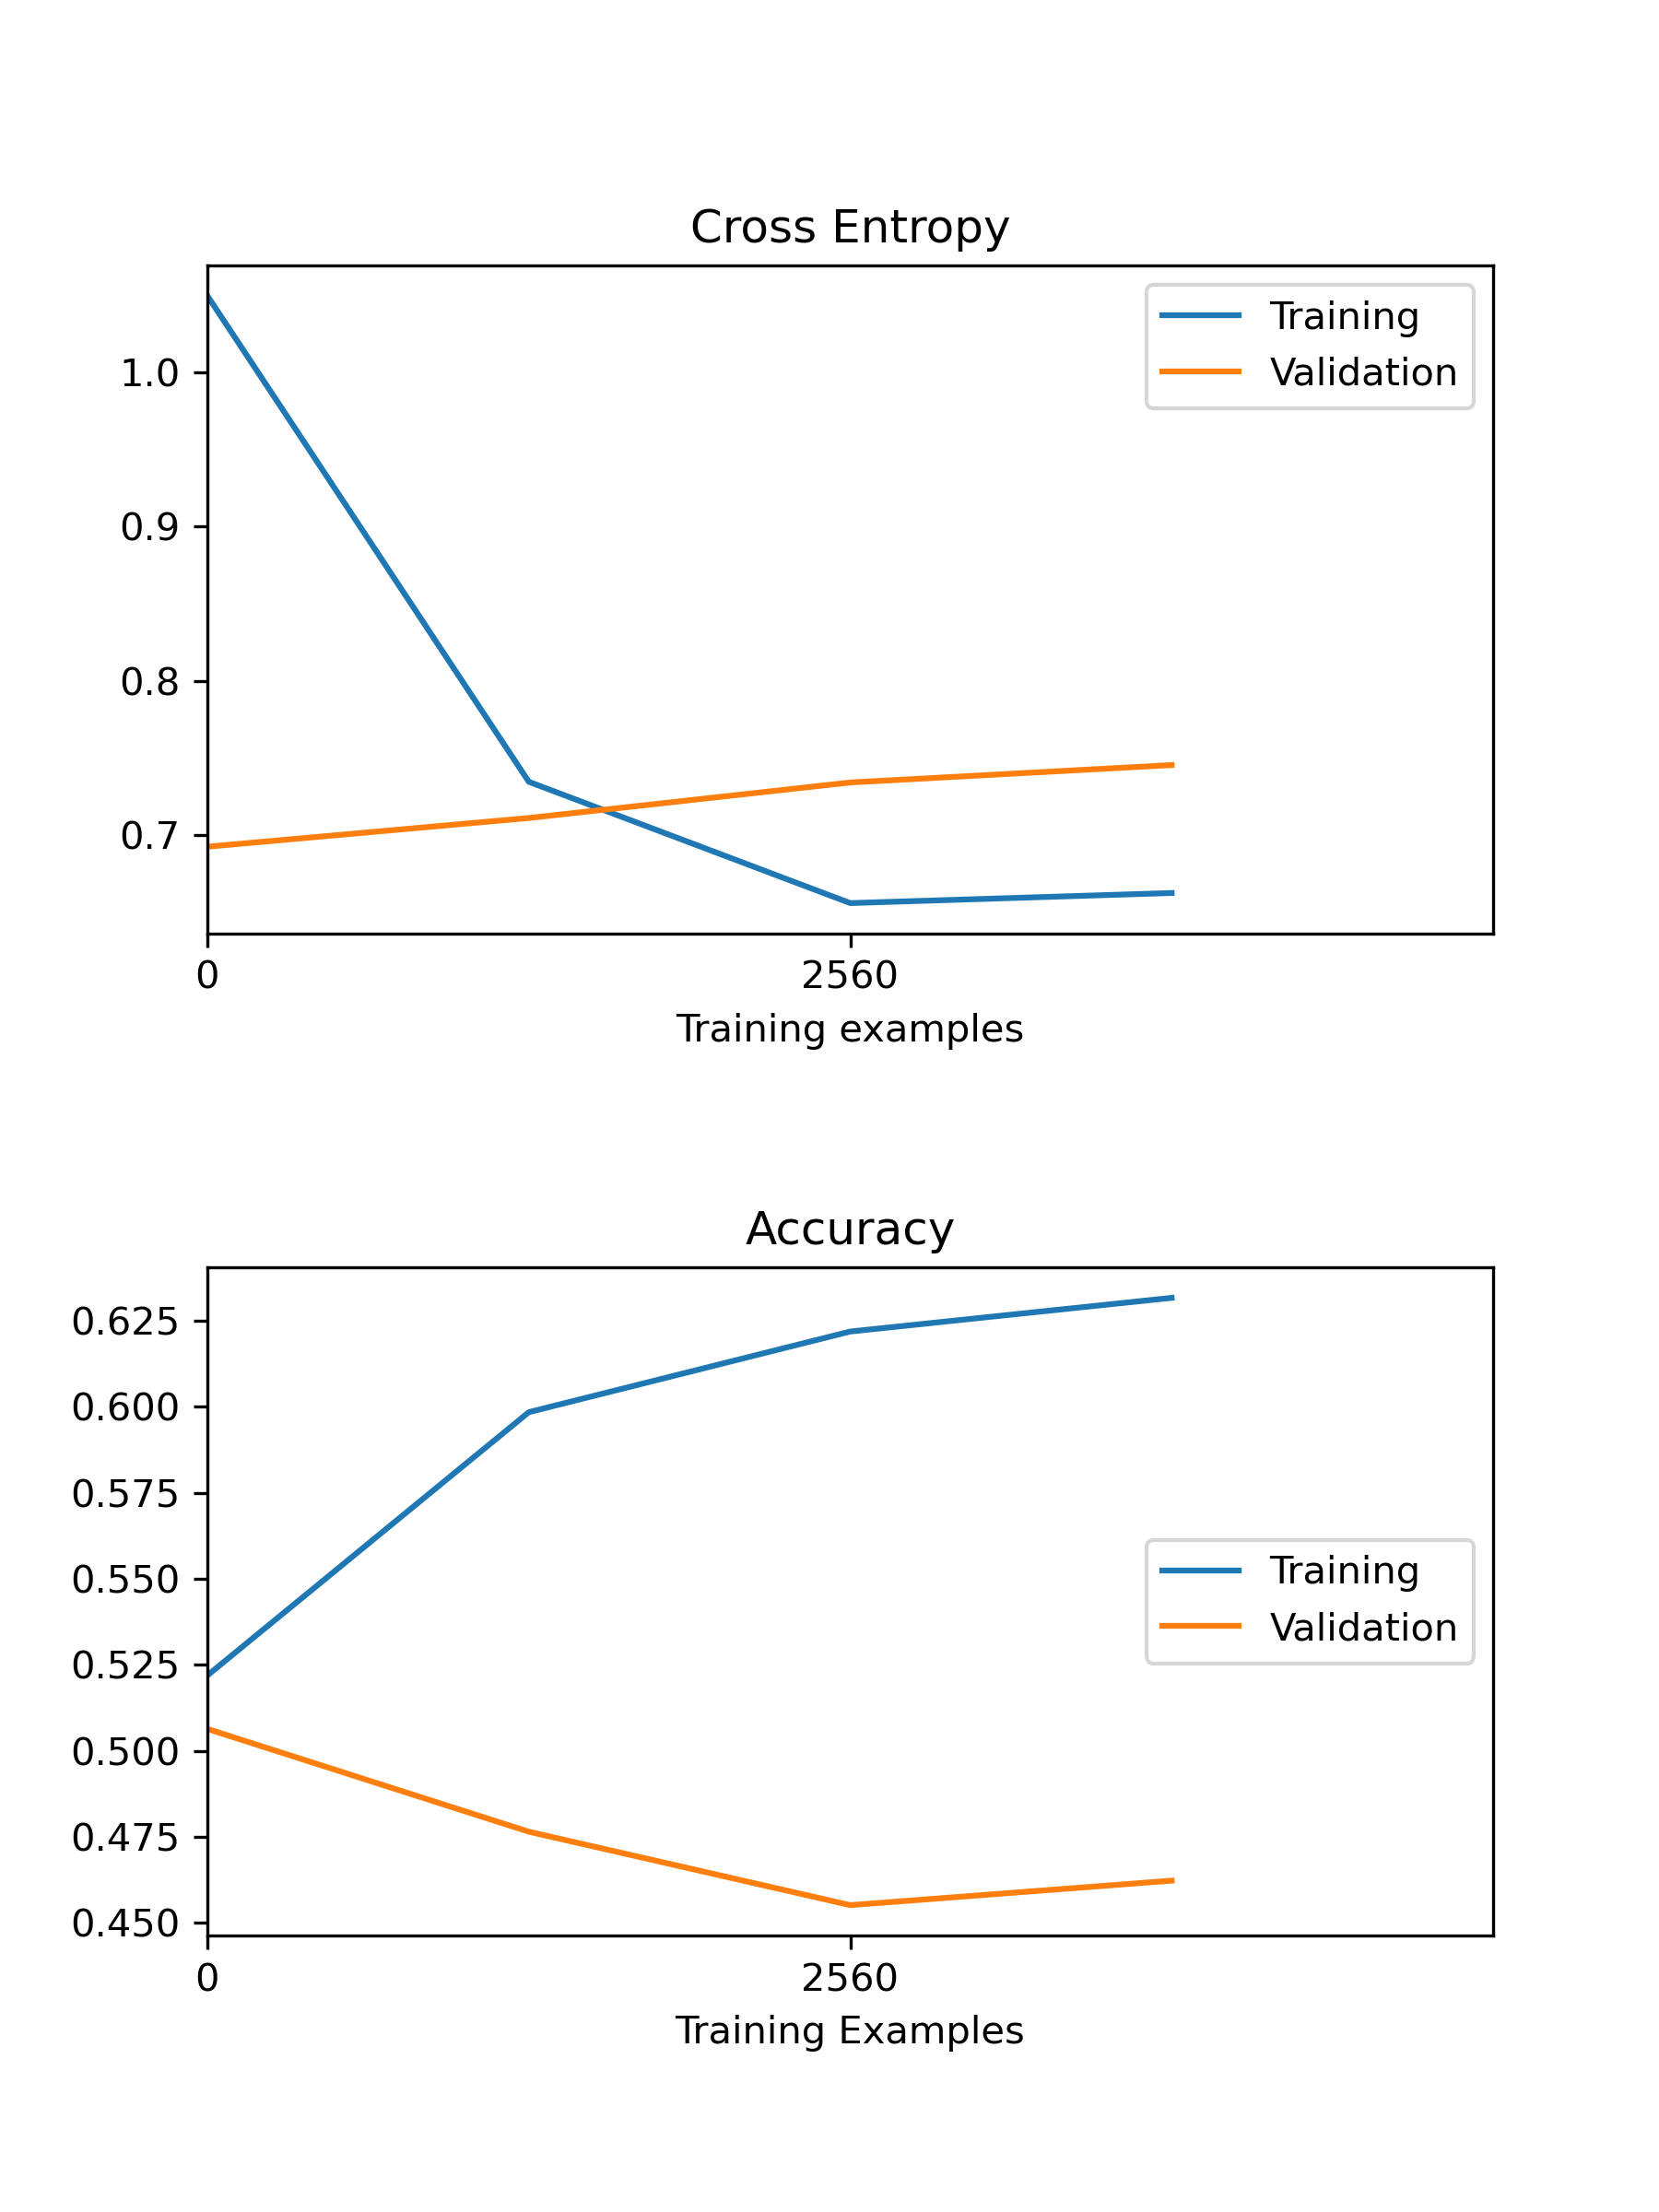 Cross Entropy
Training
Validation
1.0
0.9
0.8
0.7
0
2560
Training examples
Accuracy
0.625
0.600
0.575
0.550
0.525
0.500
0.475
0.450
Training
Validation
0
2560
Training Examples